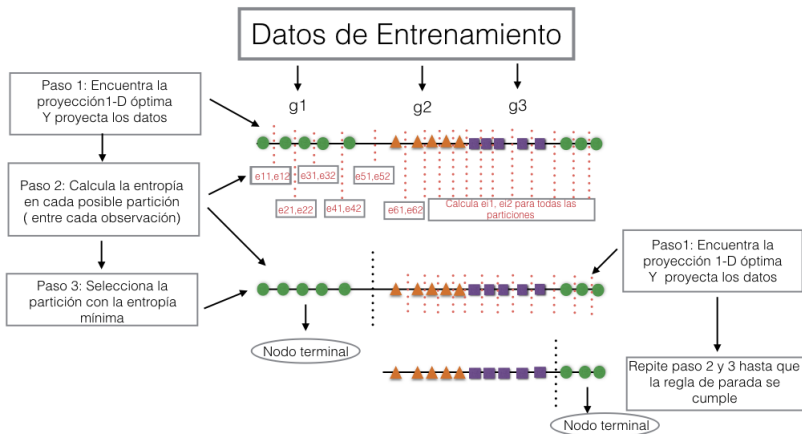 Datos de Entrenamiento
g1
g2
g3
Paso 1: Encuentra la
proyección1-D óptima
Y proyecta los datos
Paso 2: Calcula la entropía
en cada posible partición
( entre cada observación)
Paso 3: Selecciona la
partición con la entropía
mínima
e11,e12
e31,e32
e51,e52
e21,e22
e41,e42
e61,e62
Calcula ei1, ei2 para todas las
particiones
Paso1: Encuentra la
proyección 1-D óptima
Y  proyecta los datos
Nodo terminal
Repite paso 2 y 3 hasta que
la regla de parada se
cumple
Nodo terminal